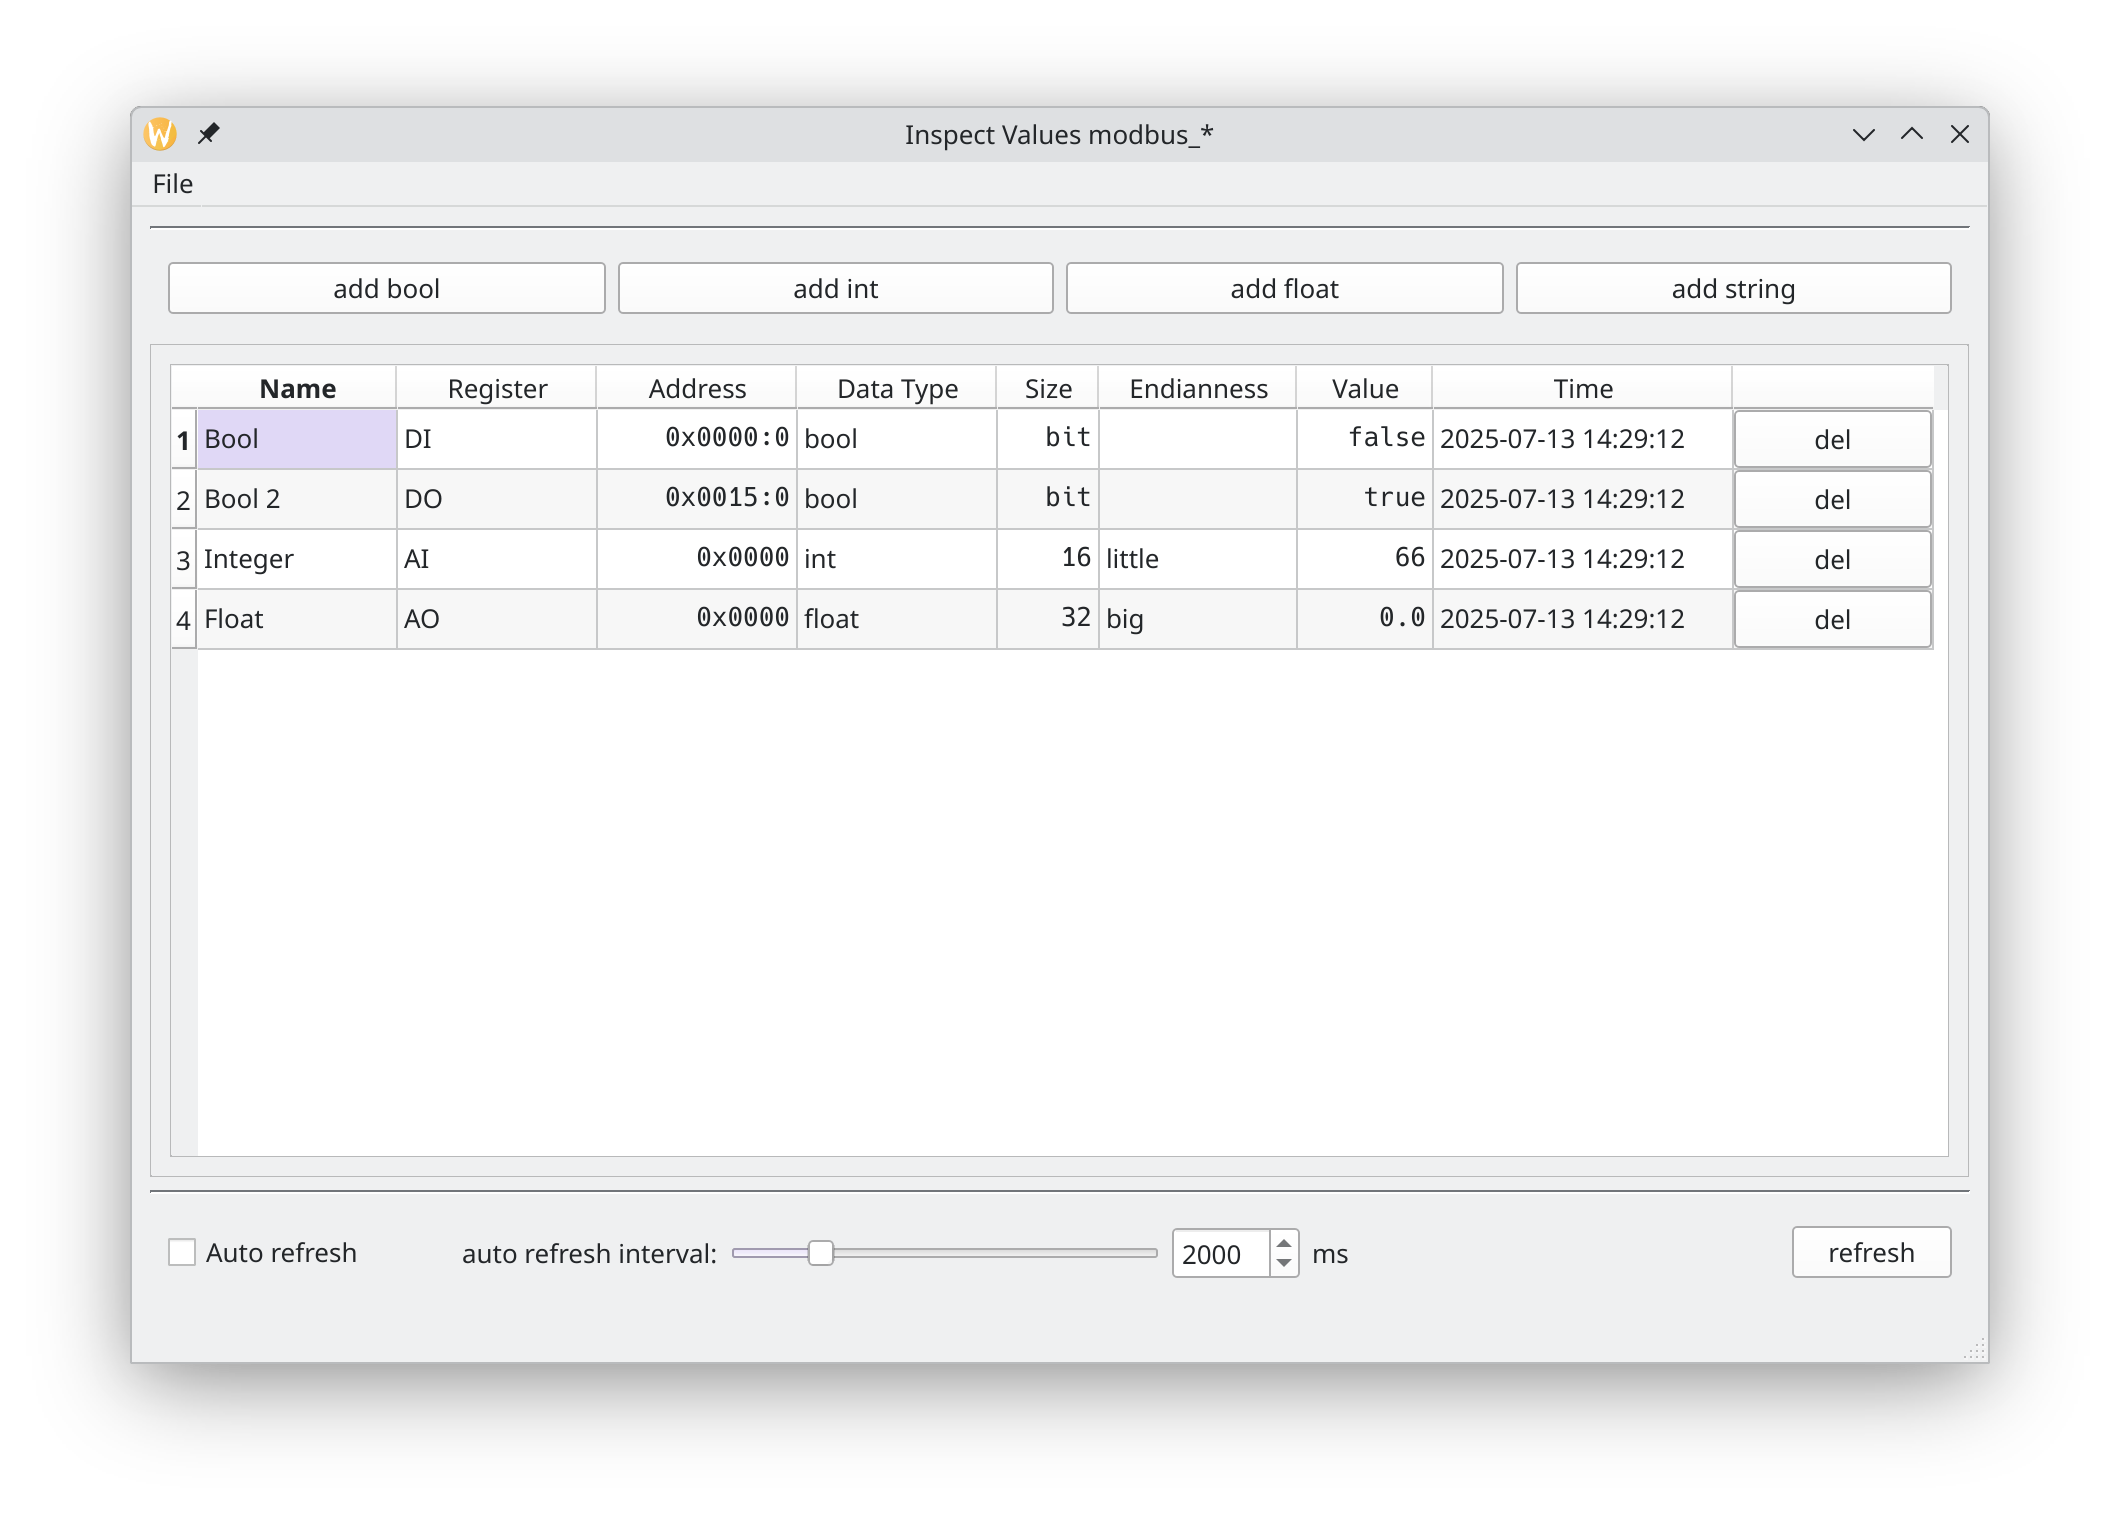 Inspect Values modbus_*
File
add bool add int add float add string
Name Register Address Data Type Size Endianness Value Time
1 Bool DI 0x0000:0 bool bit false 2025-07-13 14:29:12 del
2 Bool 2 DO 0x0015:0 bool bit true 2025-07-13 14:29:12 del
3 Integer AI 0x0000 int 16 little 66 2025-07-13 14:29:12 del
4 Float AO 0x0000 float 32 big 0.0 2025-07-13 14:29:12 del
Auto refresh auto refresh interval: 2000 ms refresh